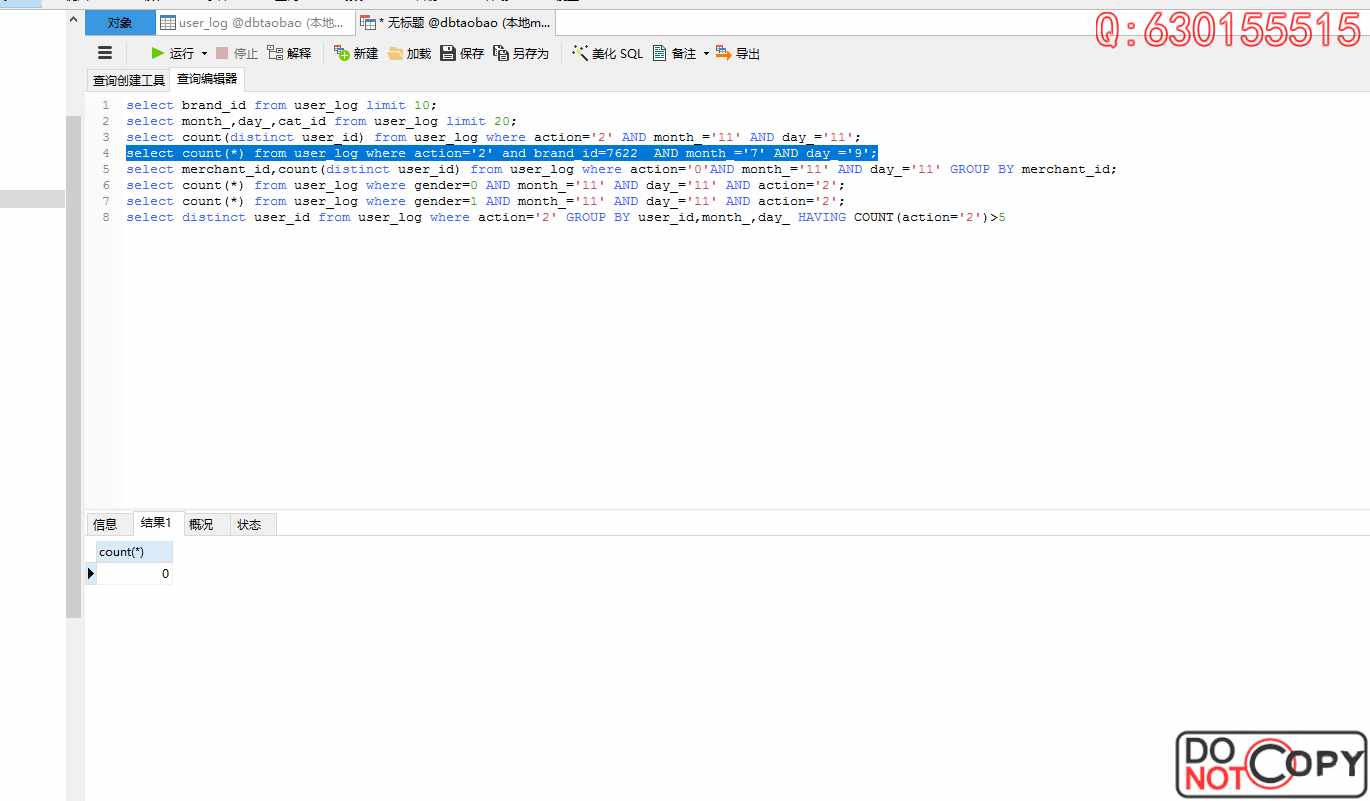 对象 user_log @dbtaobao (本地... * 无标题 @dbtaobao (本地m...
Q:630155515
运行 停止 解释 新建 加载 保存 另存为 美化 SQL 备注 导出
查询创建工具 查询编辑器
1 select brand_id from user_log limit 10;
2 select month_,day_,cat_id from user_log limit 20;
3 select count(distinct user_id) from user_log where action='2' AND month_='11' AND day_='11';
4 select count(*) from user_log where action='2' and brand_id=7622  AND month_='7' AND day_='9';
5 select merchant_id,count(distinct user_id) from user_log where action='0'AND month_='11' AND day_='11' GROUP BY merchant_id;
6 select count(*) from user_log where gender=0 AND month_='11' AND day_='11' AND action='2';
7 select count(*) from user_log where gender=1 AND month_='11' AND day_='11' AND action='2';
8 select distinct user_id from user_log where action='2' GROUP BY user_id,month_,day_ HAVING COUNT(action='2')>5
信息 结果1 概况 状态
count(*)
0
DO NOT COPY